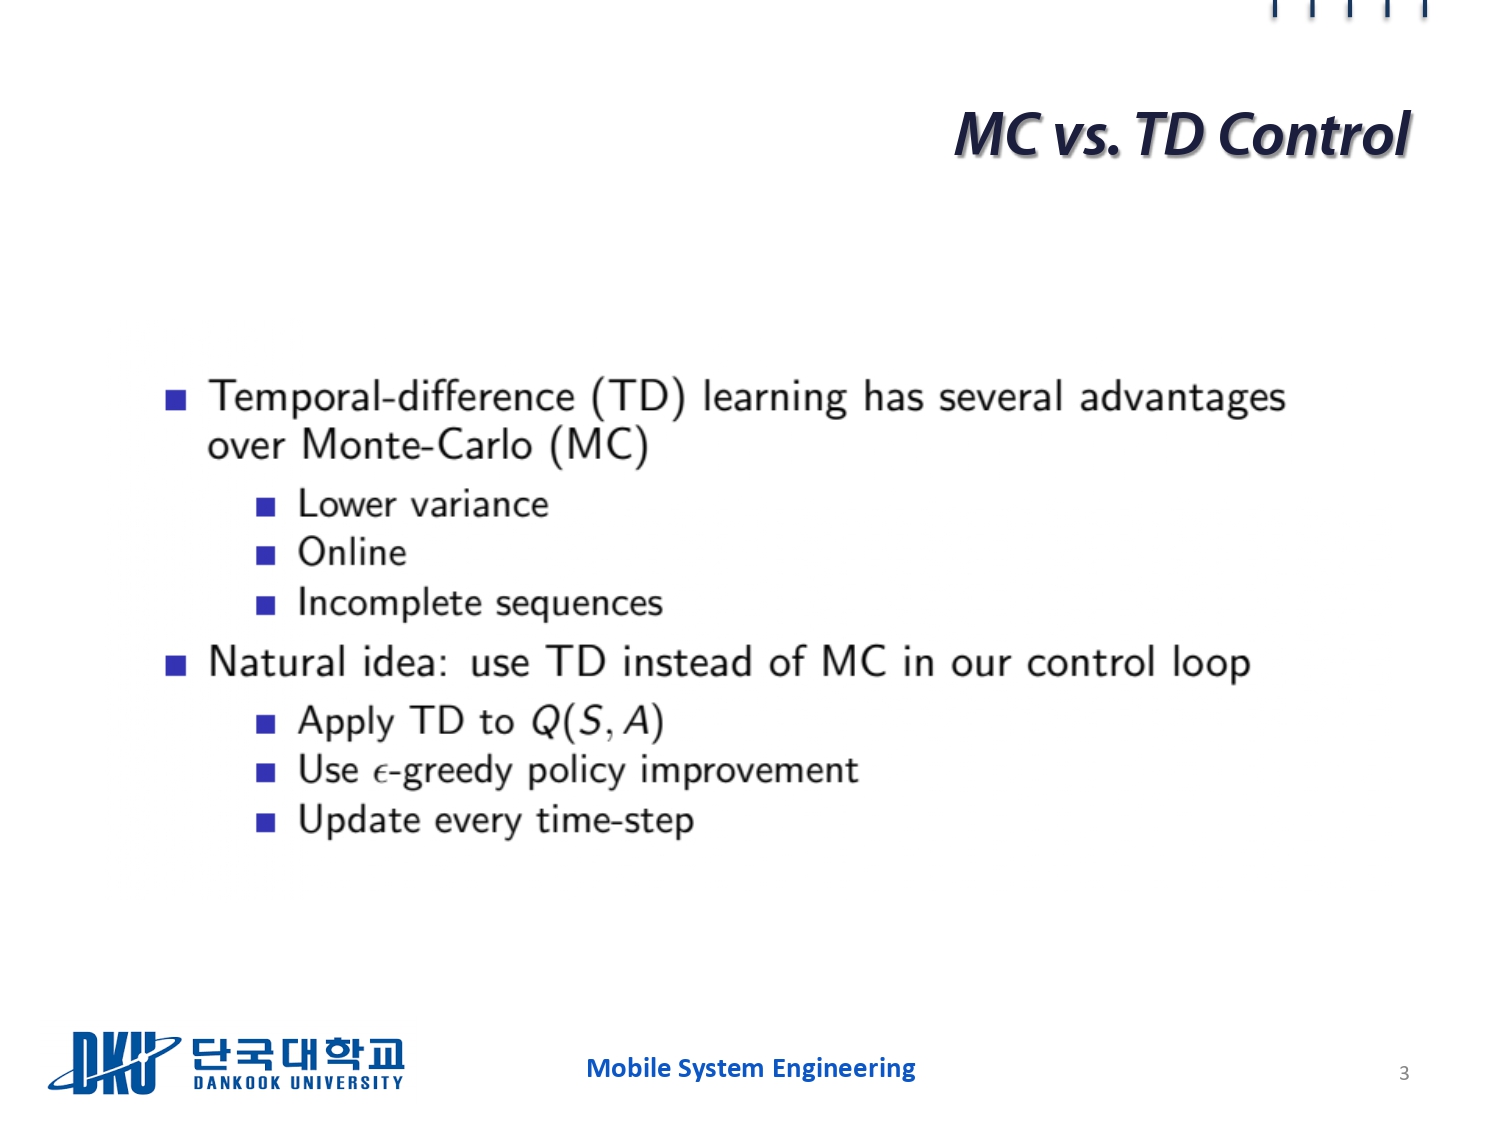 MC vs. TD Control
Temporal-difference (TD) learning has several advantages
over Monte-Carlo (MC)
Lower variance
Online
Incomplete sequences
Natural idea: use TD instead of MC in our control loop
Apply TD to Q(S, A)
Use ϵ-greedy policy improvement
Update every time-step
DKU 단국대학교
DANKOOK UNIVERSITY
Mobile System Engineering
3